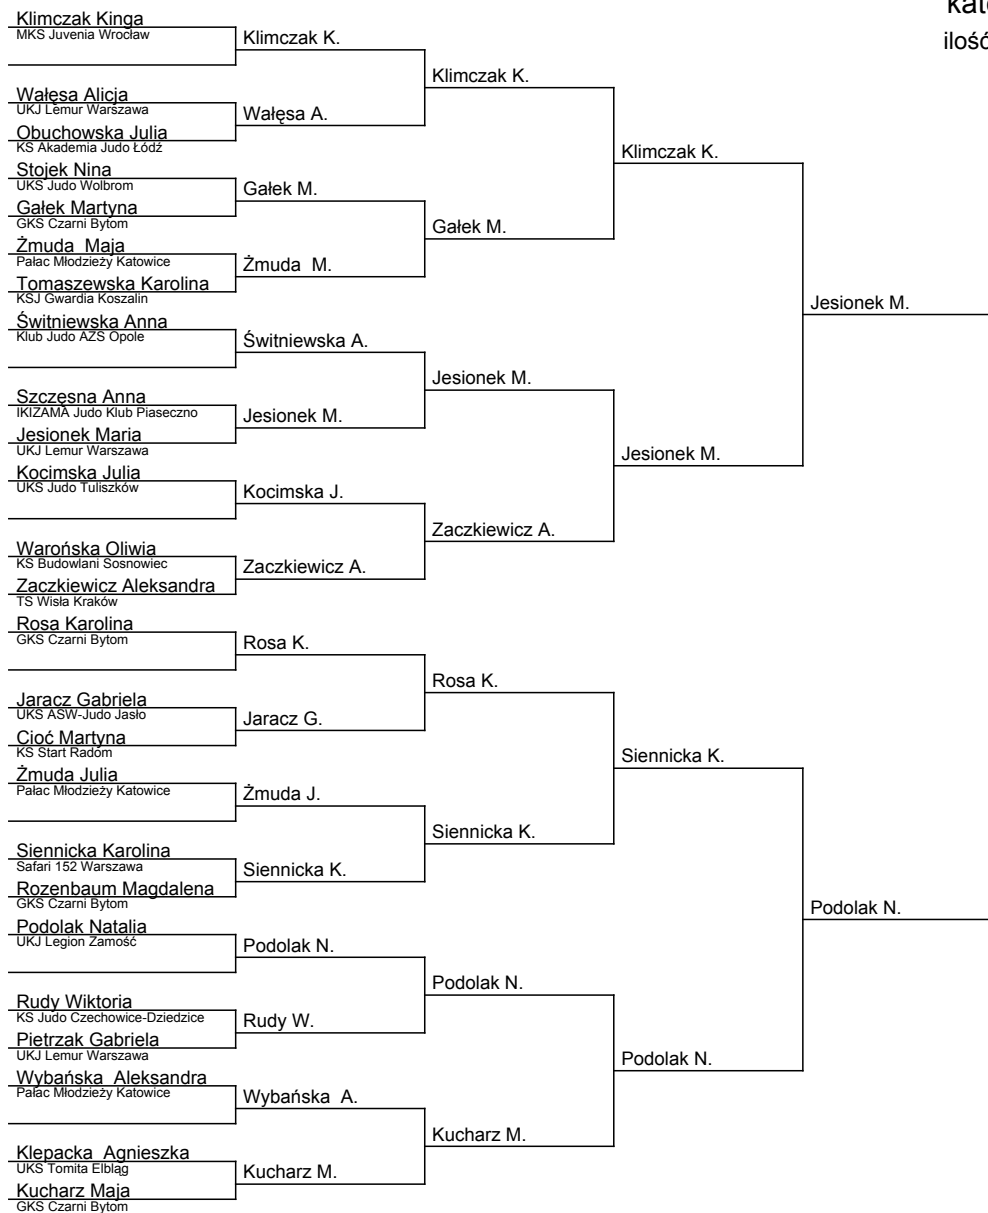 kate
ilość
Klimczak Kinga
MKS Juvenia Wrocław
Wałęsa Alicja
UKJ Lemur Warszawa
Obuchowska Julia
KS Akademia Judo Łódź
Stojek Nina
UKS Judo Wolbrom
Gałek Martyna
GKS Czarni Bytom
Żmuda Maja
Pałac Młodzieży Katowice
Tomaszewska Karolina
KSJ Gwardia Koszalin
Świtniewska Anna
Klub Judo AZS Opole
Szczęsna Anna
IKIZAMA Judo Klub Piaseczno
Jesionek Maria
UKJ Lemur Warszawa
Kocimska Julia
UKS Judo Tuliszków
Warońska Oliwia
KS Budowlani Sosnowiec
Zaczkiewicz Aleksandra
TS Wisła Kraków
Rosa Karolina
GKS Czarni Bytom
Jaracz Gabriela
UKS ASW-Judo Jasło
Cioć Martyna
KS Start Radom
Żmuda Julia
Pałac Młodzieży Katowice
Siennicka Karolina
Safari 152 Warszawa
Rozenbaum Magdalena
GKS Czarni Bytom
Podolak Natalia
UKJ Legion Zamość
Rudy Wiktoria
KS Judo Czechowice-Dziedzice
Pietrzak Gabriela
UKJ Lemur Warszawa
Wybańska Aleksandra
Pałac Młodzieży Katowice
Klepacka Agnieszka
UKS Tomita Elbląg
Kucharz Maja
GKS Czarni Bytom
Klimczak K.
Wałęsa A.
Gałek M.
Żmuda M.
Świtniewska A.
Jesionek M.
Kocimska J.
Zaczkiewicz A.
Rosa K.
Jaracz G.
Żmuda J.
Siennicka K.
Podolak N.
Rudy W.
Wybańska A.
Kucharz M.
Klimczak K.
Gałek M.
Jesionek M.
Zaczkiewicz A.
Rosa K.
Siennicka K.
Podolak N.
Kucharz M.
Klimczak K.
Jesionek M.
Siennicka K.
Podolak N.
Jesionek M.
Podolak N.